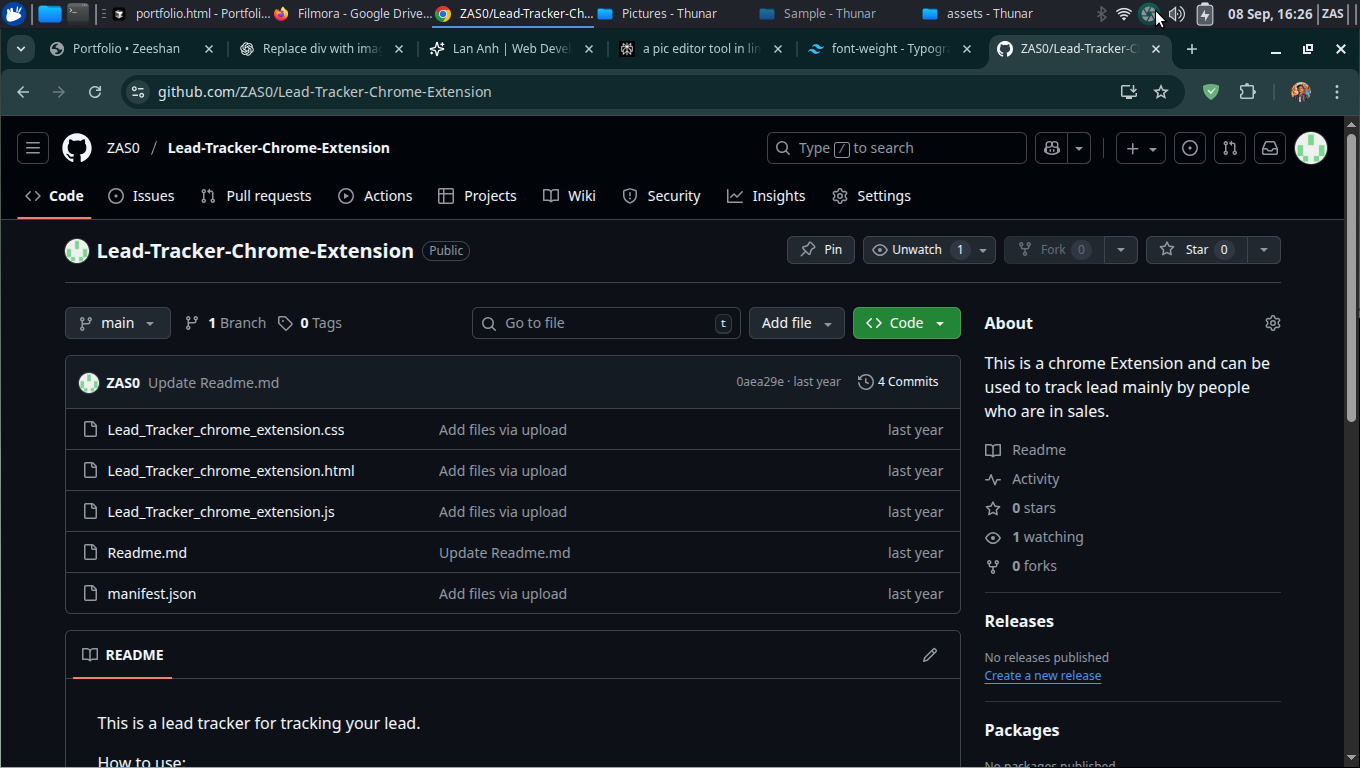 portfolio.html - Portfoli... Filmora - Google Drive... ZAS0/Lead-Tracker-Ch... Pictures - Thunar Sample - Thunar assets - Thunar 08 Sep, 16:26 ZAS
Portfolio • Zeeshan Replace div with imag Lan Anh | Web Devel a pic editor tool in lin font-weight - Typogra ZAS0/Lead-Tracker-C
github.com/ZAS0/Lead-Tracker-Chrome-Extension
ZAS0 / Lead-Tracker-Chrome-Extension Type / to search
Code Issues Pull requests Actions Projects Wiki Security Insights Settings
Lead-Tracker-Chrome-Extension Public Pin Unwatch 1 Fork 0 Star 0
main 1 Branch 0 Tags Go to file t Add file Code
ZAS0 Update Readme.md 0aea29e · last year 4 Commits
Lead_Tracker_chrome_extension.css Add files via upload last year
Lead_Tracker_chrome_extension.html Add files via upload last year
Lead_Tracker_chrome_extension.js Add files via upload last year
Readme.md Update Readme.md last year
manifest.json Add files via upload last year
README
This is a lead tracker for tracking your lead.
How to use:
About
This is a chrome Extension and can be
used to track lead mainly by people
who are in sales.
Readme
Activity
0 stars
1 watching
0 forks
Releases
No releases published
Create a new release
Packages
No packages published